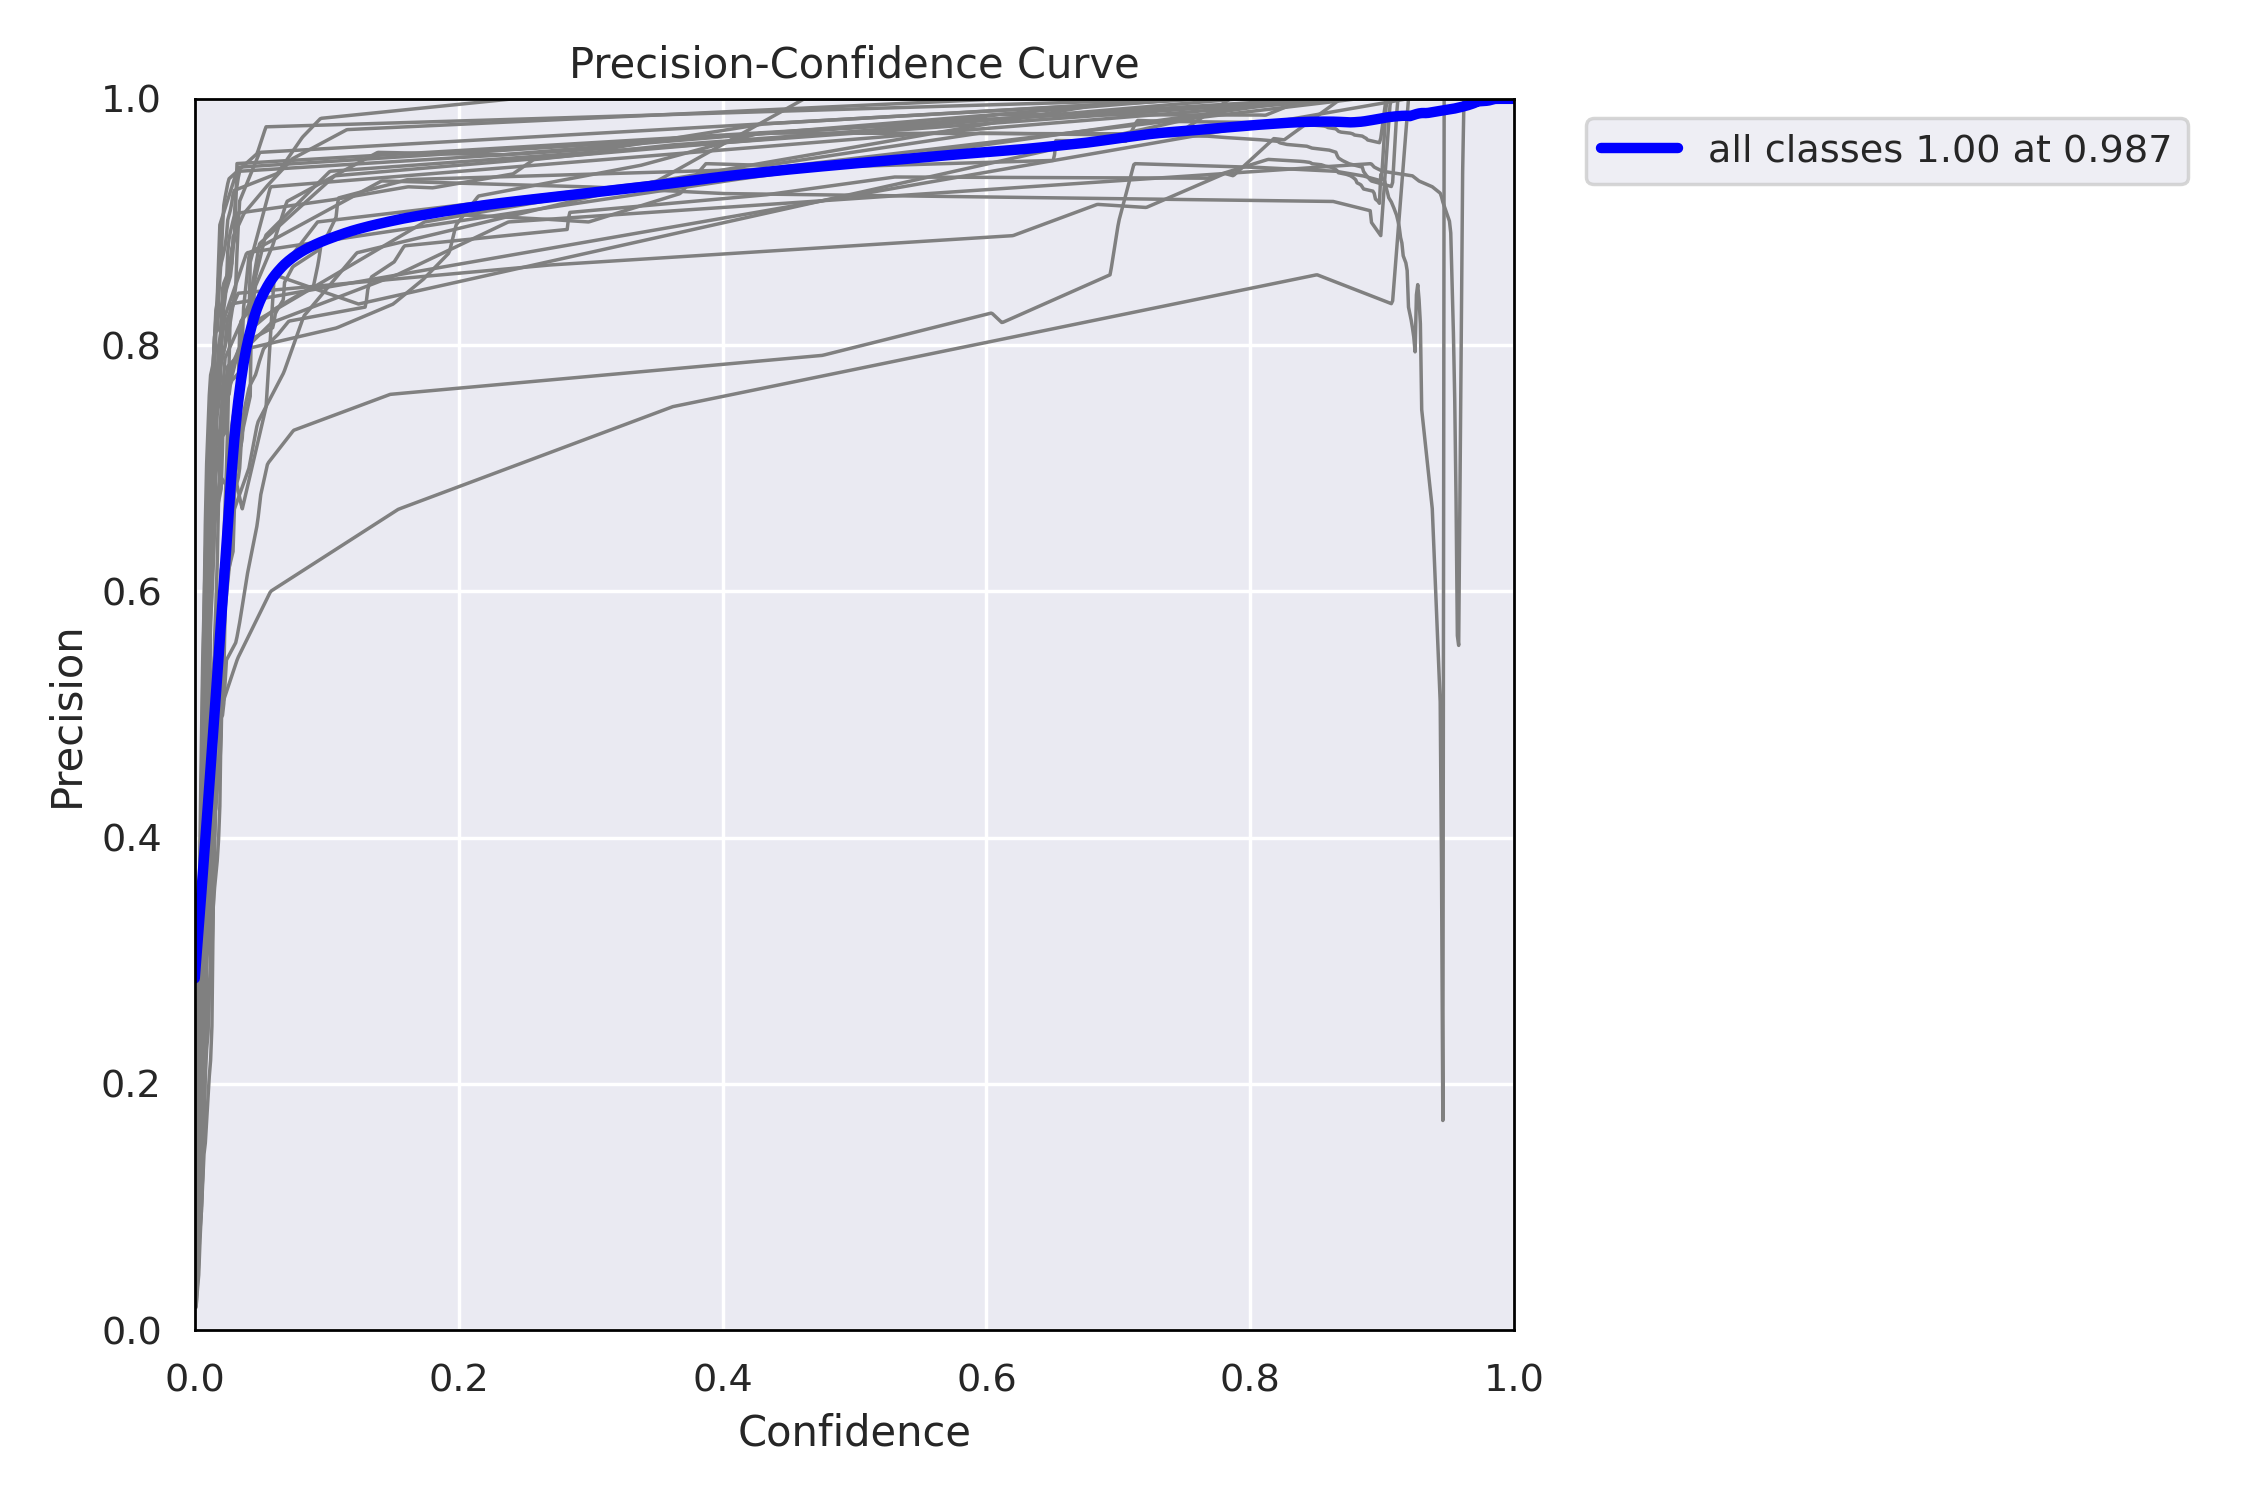 Precision-Confidence Curve
all classes 1.00 at 0.987
1.0
0.8
0.6
0.4
0.2
0.0
Precision
0.0 0.2 0.4 0.6 0.8 1.0
Confidence